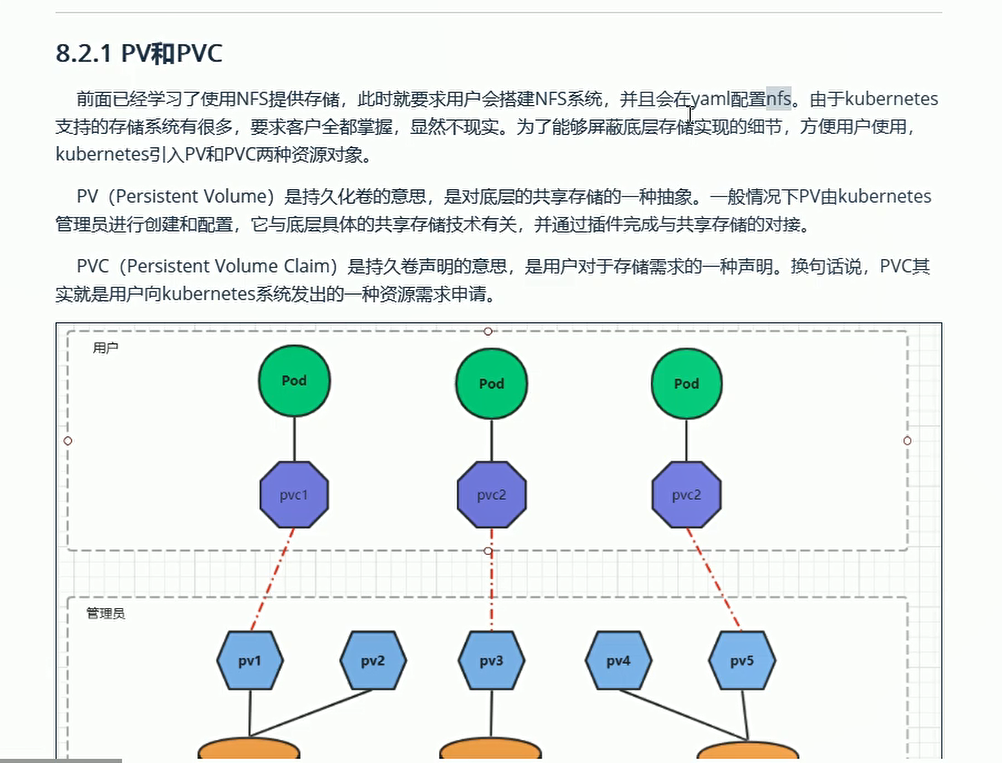 8.2.1 PV和PVC
前面已经学习了使用NFS提供存储，此时就要求用户会搭建NFS系统，并且会在yaml配置nfs。由于kubernetes
支持的存储系统有很多，要求客户全都掌握，显然不现实。为了能够屏蔽底层存储实现的细节，方便用户使用，
kubernetes引入PV和PVC两种资源对象。
PV（Persistent Volume）是持久化卷的意思，是对底层的共享存储的一种抽象。一般情况下PV由kubernetes
管理员进行创建和配置，它与底层具体的共享存储技术有关，并通过插件完成与共享存储的对接。
PVC（Persistent Volume Claim）是持久卷声明的意思，是用户对于存储需求的一种声明。换句话说，PVC其
实就是用户向kubernetes系统发出的一种资源需求申请。
用户
Pod Pod Pod
pvc1 pvc2 pvc2
管理员
pv1 pv2 pv3 pv4 pv5